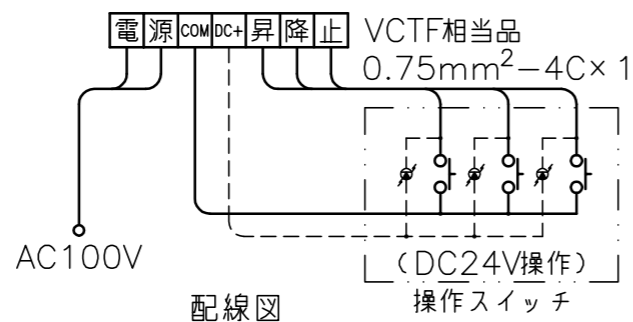 電源COMDC+昇降止
VCTF相当品
0.75mm²-4C×1
AC100V
(DC24V操作)
操作スイッチ
配線図